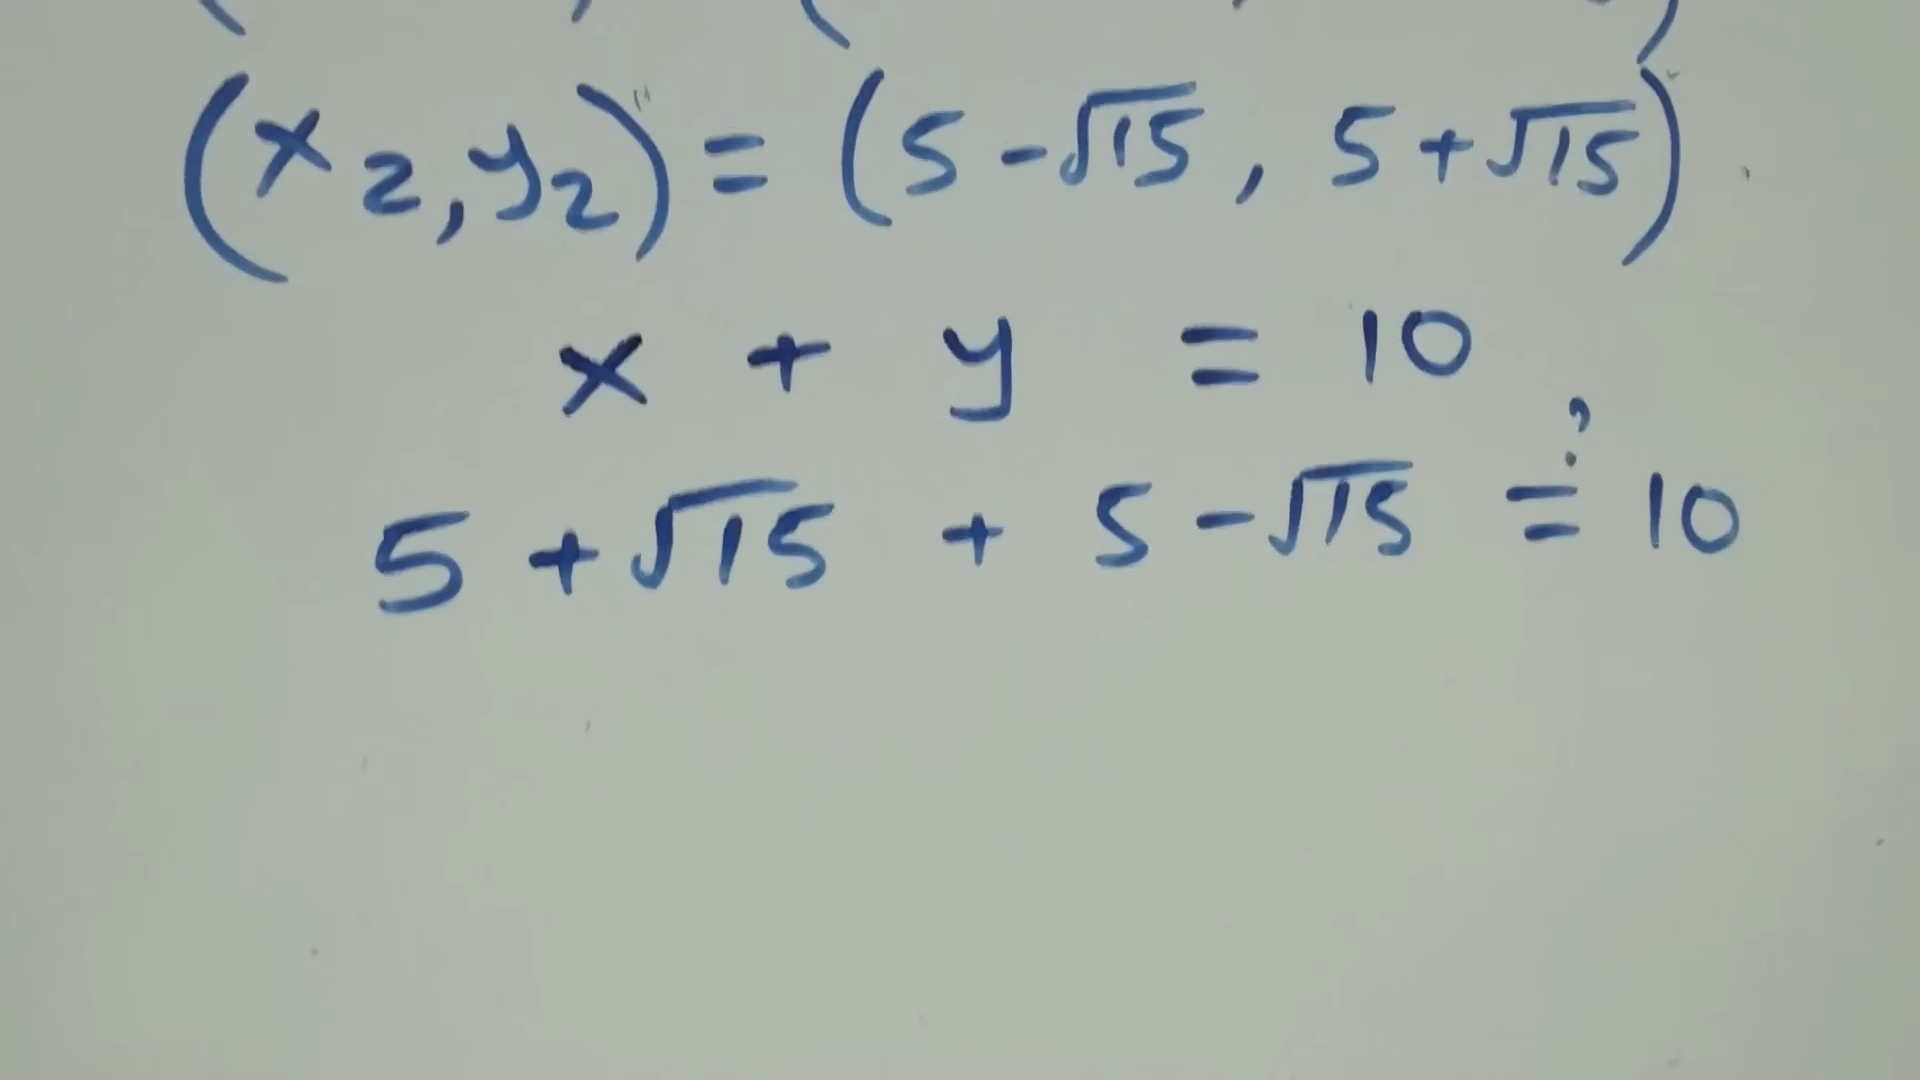 (x₂,y₂) = (5-√15, 5+√15)
x + y = 10
5+√15 + 5-√15 ≟ 10